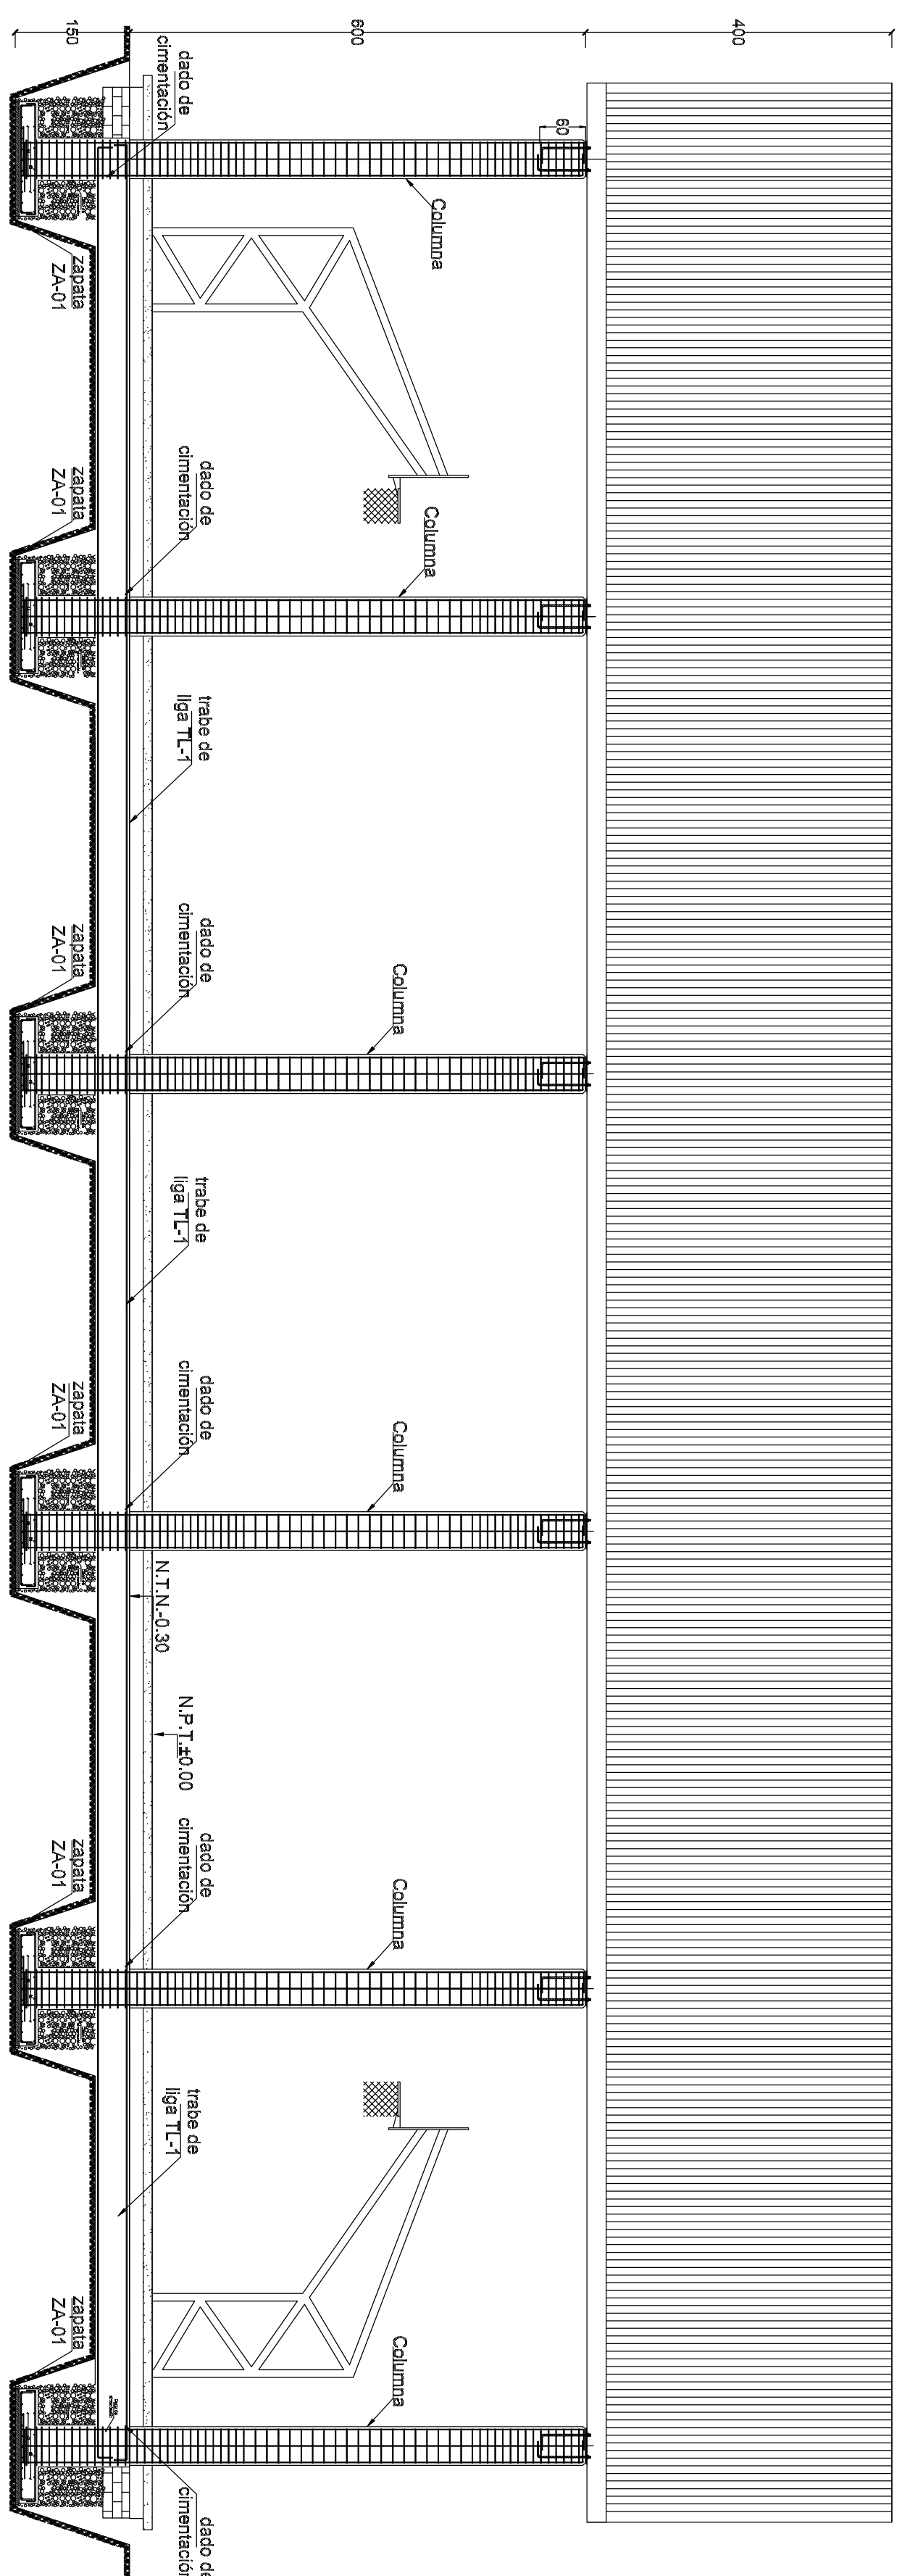 150
600
400
60
dado de
cimentación
Columna
zapata
ZA-01
dado de
cimentación
Columna
zapata
ZA-01
trabe de
liga TL-1
dado de
cimentación
Columna
zapata
ZA-01
trabe de
liga TL-1
dado de
cimentación
Columna
zapata
ZA-01
N.T.N.-0.30
N.P.T.±0.00
dado de
cimentación
Columna
zapata
ZA-01
trabe de
liga TL-1
Columna
zapata
ZA-01
dado de
cimentación